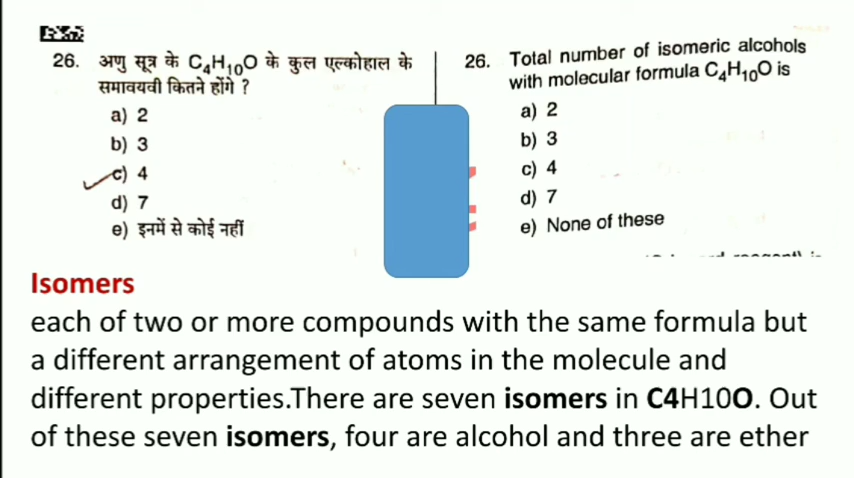 26. अणु सूत्र के C₄H₁₀O के कुल एल्कोहाल के
समावयवी कितने होंगे ?
a) 2
b) 3
c) 4
d) 7
e) इनमें से कोई नहीं
26. Total number of isomeric alcohols
with molecular formula C₄H₁₀O is
a) 2
b) 3
c) 4
d) 7
e) None of these
Isomers
each of two or more compounds with the same formula but
a different arrangement of atoms in the molecule and
different properties.There are seven isomers in C4H10O. Out
of these seven isomers, four are alcohol and three are ether